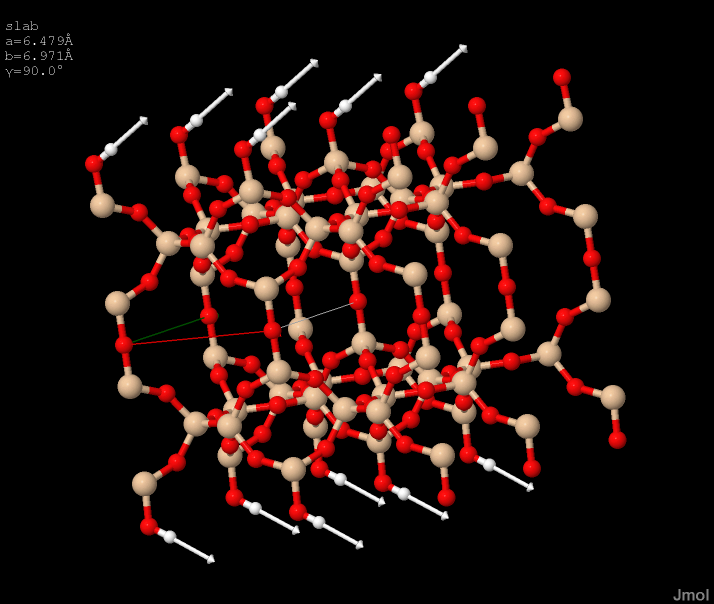 slab
a=6.479Å
b=6.971Å
γ=90.0°
Jmol